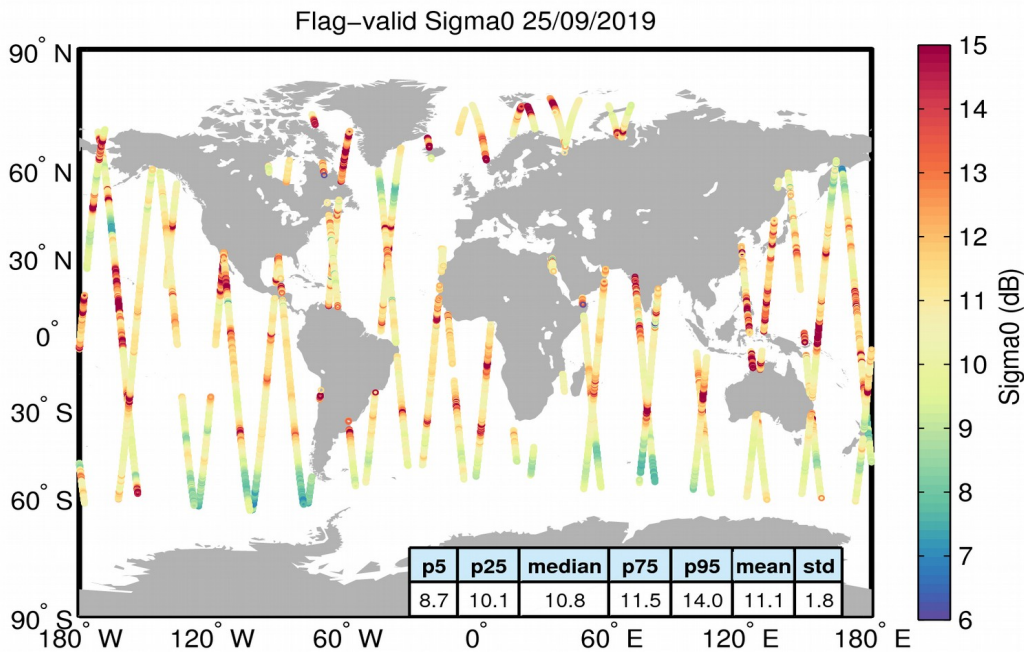 Flag–valid Sigma0 25/09/2019
90° N
60° N
30° N
0°
30° S
60° S
90° S
180° W
120° W
60° W
0°
60° E
120° E
180° E
p5 p25 median p75 p95 mean std
8.7 10.1 10.8 11.5 14.0 11.1 1.8
15
14
13
12
11
10
9
8
7
6
Sigma0 (dB)